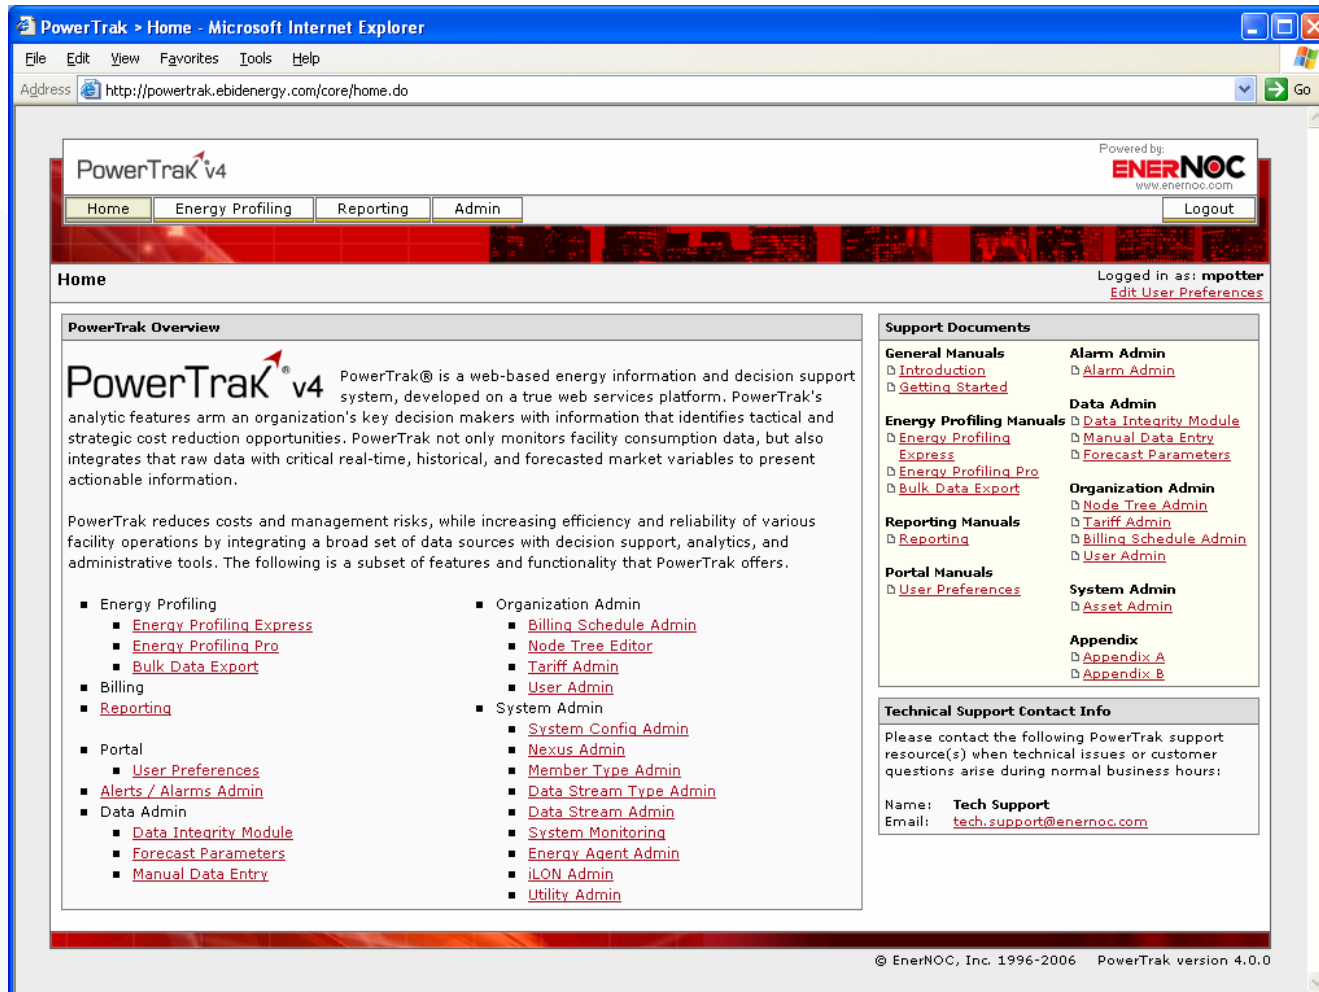 PowerTrak > Home - Microsoft Internet Explorer
File Edit View Favorites Tools Help
Address http://powertrak.ebidenergy.com/core/home.do Go
PowerTrak v4
Powered by:
ENERNOC
www.enernoc.com
Home Energy Profiling Reporting Admin Logout
Home
Logged in as: mpotter
Edit User Preferences
PowerTrak Overview
PowerTrak® v4 PowerTrak® is a web-based energy information and decision support
system, developed on a true web services platform. PowerTrak's
analytic features arm an organization's key decision makers with information that identifies tactical and
strategic cost reduction opportunities. PowerTrak not only monitors facility consumption data, but also
integrates that raw data with critical real-time, historical, and forecasted market variables to present
actionable information.
PowerTrak reduces costs and management risks, while increasing efficiency and reliability of various
facility operations by integrating a broad set of data sources with decision support, analytics, and
administrative tools. The following is a subset of features and functionality that PowerTrak offers.
Energy Profiling
Energy Profiling Express
Energy Profiling Pro
Bulk Data Export
Billing
Reporting
Portal
User Preferences
Alerts / Alarms Admin
Data Admin
Data Integrity Module
Forecast Parameters
Manual Data Entry
Organization Admin
Billing Schedule Admin
Node Tree Editor
Tariff Admin
User Admin
System Admin
System Config Admin
Nexus Admin
Member Type Admin
Data Stream Type Admin
Data Stream Admin
System Monitoring
Energy Agent Admin
iLON Admin
Utility Admin
Support Documents
General Manuals
Introduction
Getting Started
Energy Profiling Manuals
Energy Profiling
Express
Energy Profiling Pro
Bulk Data Export
Reporting Manuals
Reporting
Portal Manuals
User Preferences
Alarm Admin
Alarm Admin
Data Admin
Data Integrity Module
Manual Data Entry
Forecast Parameters
Organization Admin
Node Tree Admin
Tariff Admin
Billing Schedule Admin
User Admin
System Admin
Asset Admin
Appendix
Appendix A
Appendix B
Technical Support Contact Info
Please contact the following PowerTrak support
resource(s) when technical issues or customer
questions arise during normal business hours:
Name: Tech Support
Email: tech.support@enernoc.com
© EnerNOC, Inc. 1996-2006 PowerTrak version 4.0.0